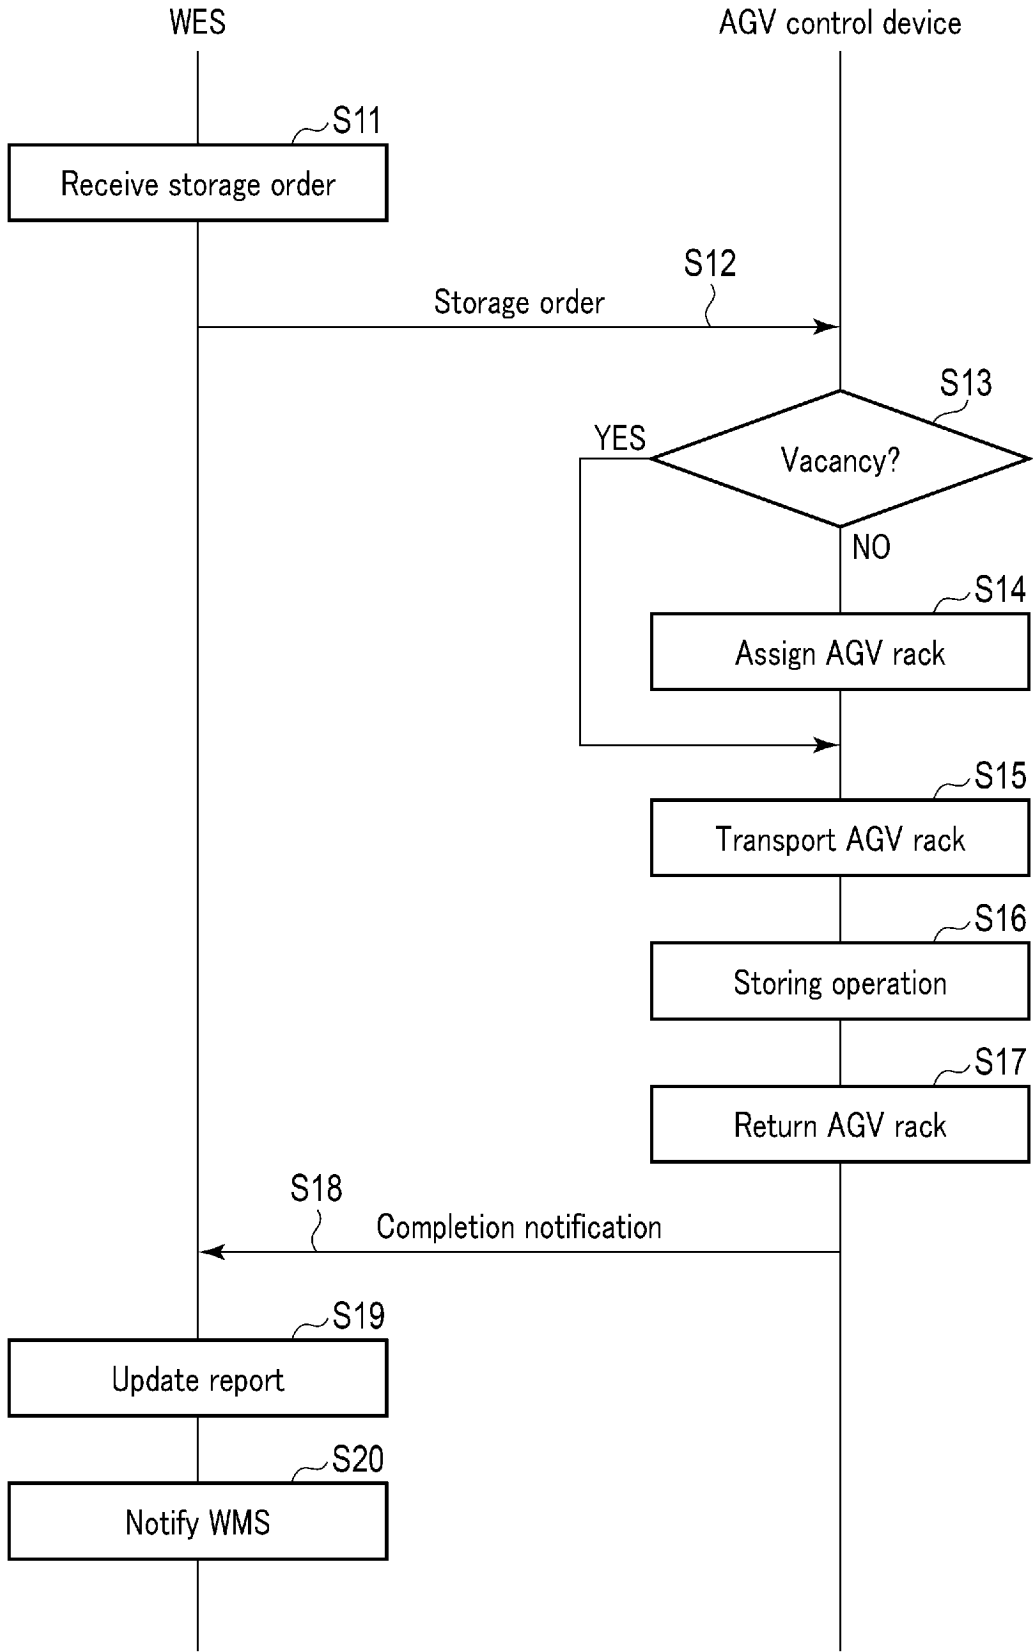 WES
AGV control device
S11
Receive storage order
S12
Storage order
S13
YES
Vacancy?
NO
S14
Assign AGV rack
S15
Transport AGV rack
S16
Storing operation
S17
Return AGV rack
S18
Completion notification
S19
Update report
S20
Notify WMS